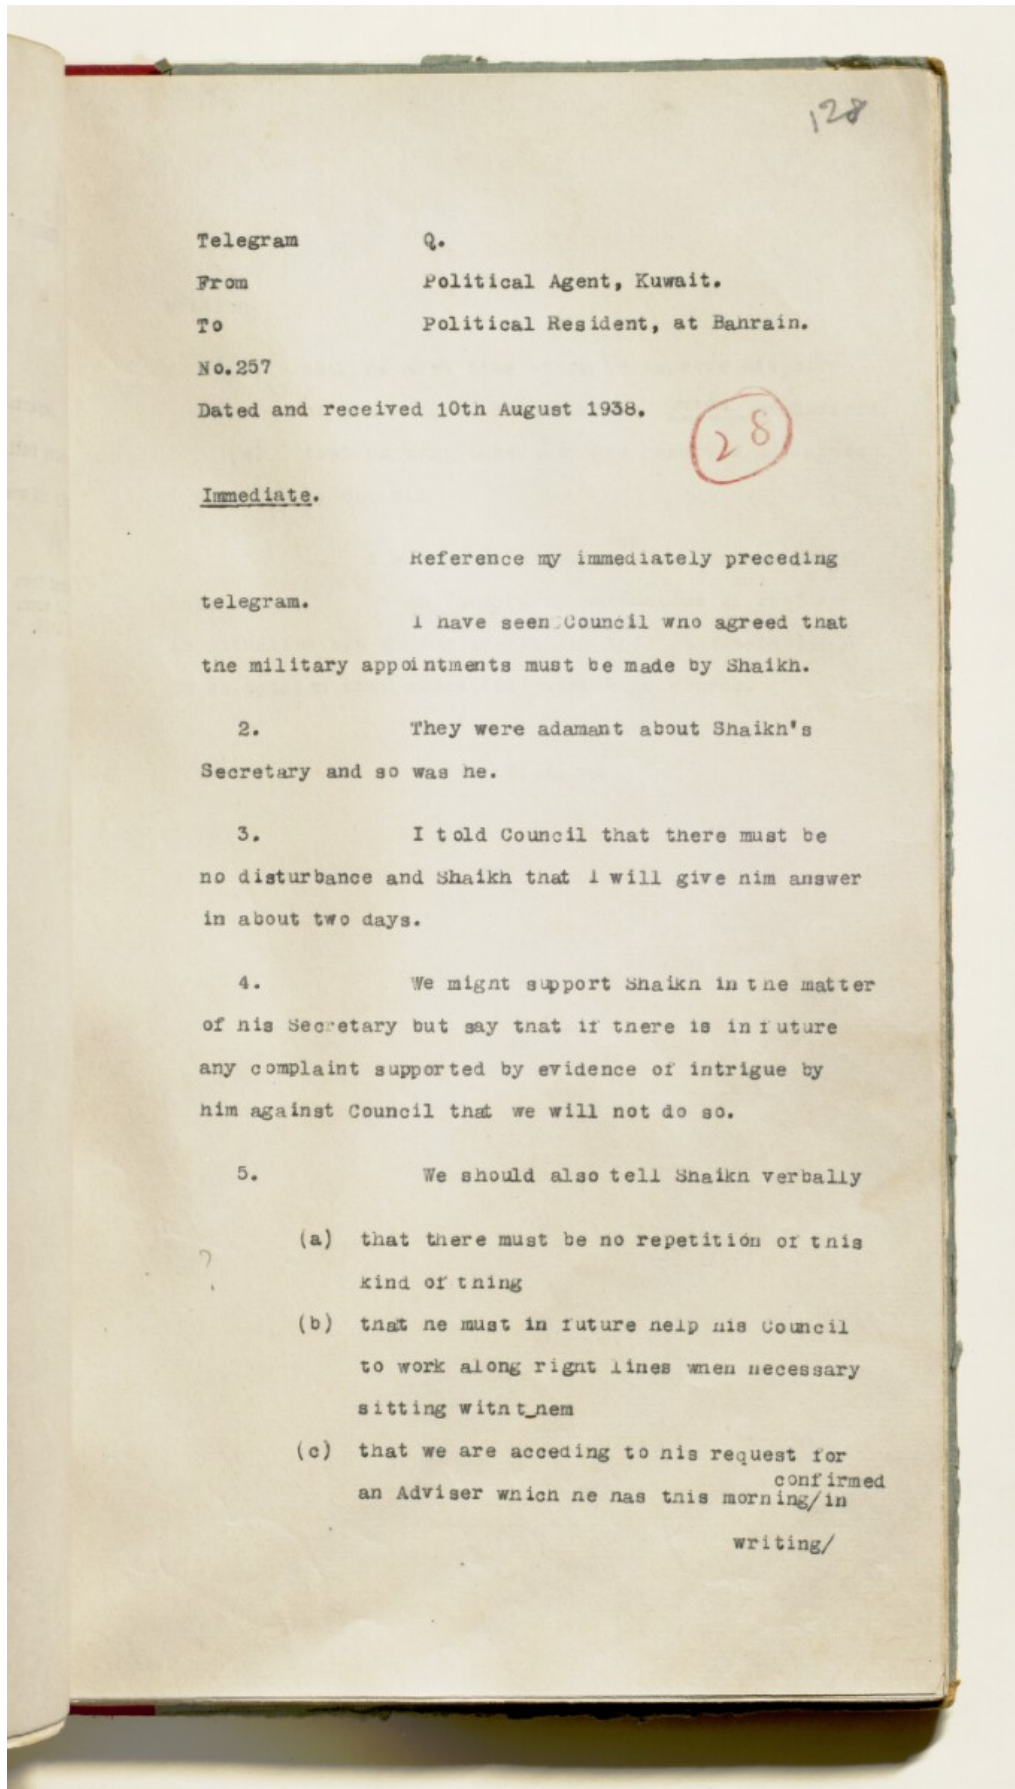 128
Telegram Q.
From Political Agent, Kuwait.
To Political Resident, at Bahrain.
No.257
Dated and received 10th August 1938.
28
Immediate.
Reference my immediately preceding
telegram.
I have seen Council who agreed that
the military appointments must be made by Shaikh.
2. They were adamant about Shaikh's
Secretary and so was he.
3. I told Council that there must be
no disturbance and Shaikh that I will give him answer
in about two days.
4. We might support Shaikh in the matter
of his Secretary but say that if there is in future
any complaint supported by evidence of intrigue by
him against Council that we will not do so.
5. We should also tell Shaikh verbally
(a) that there must be no repetition of this
?
kind of thing
(b) that he must in future help his Council
to work along right lines when necessary
sitting with them
(c) that we are acceding to his request for
confirmed
an Adviser which he has this morning/in
writing/